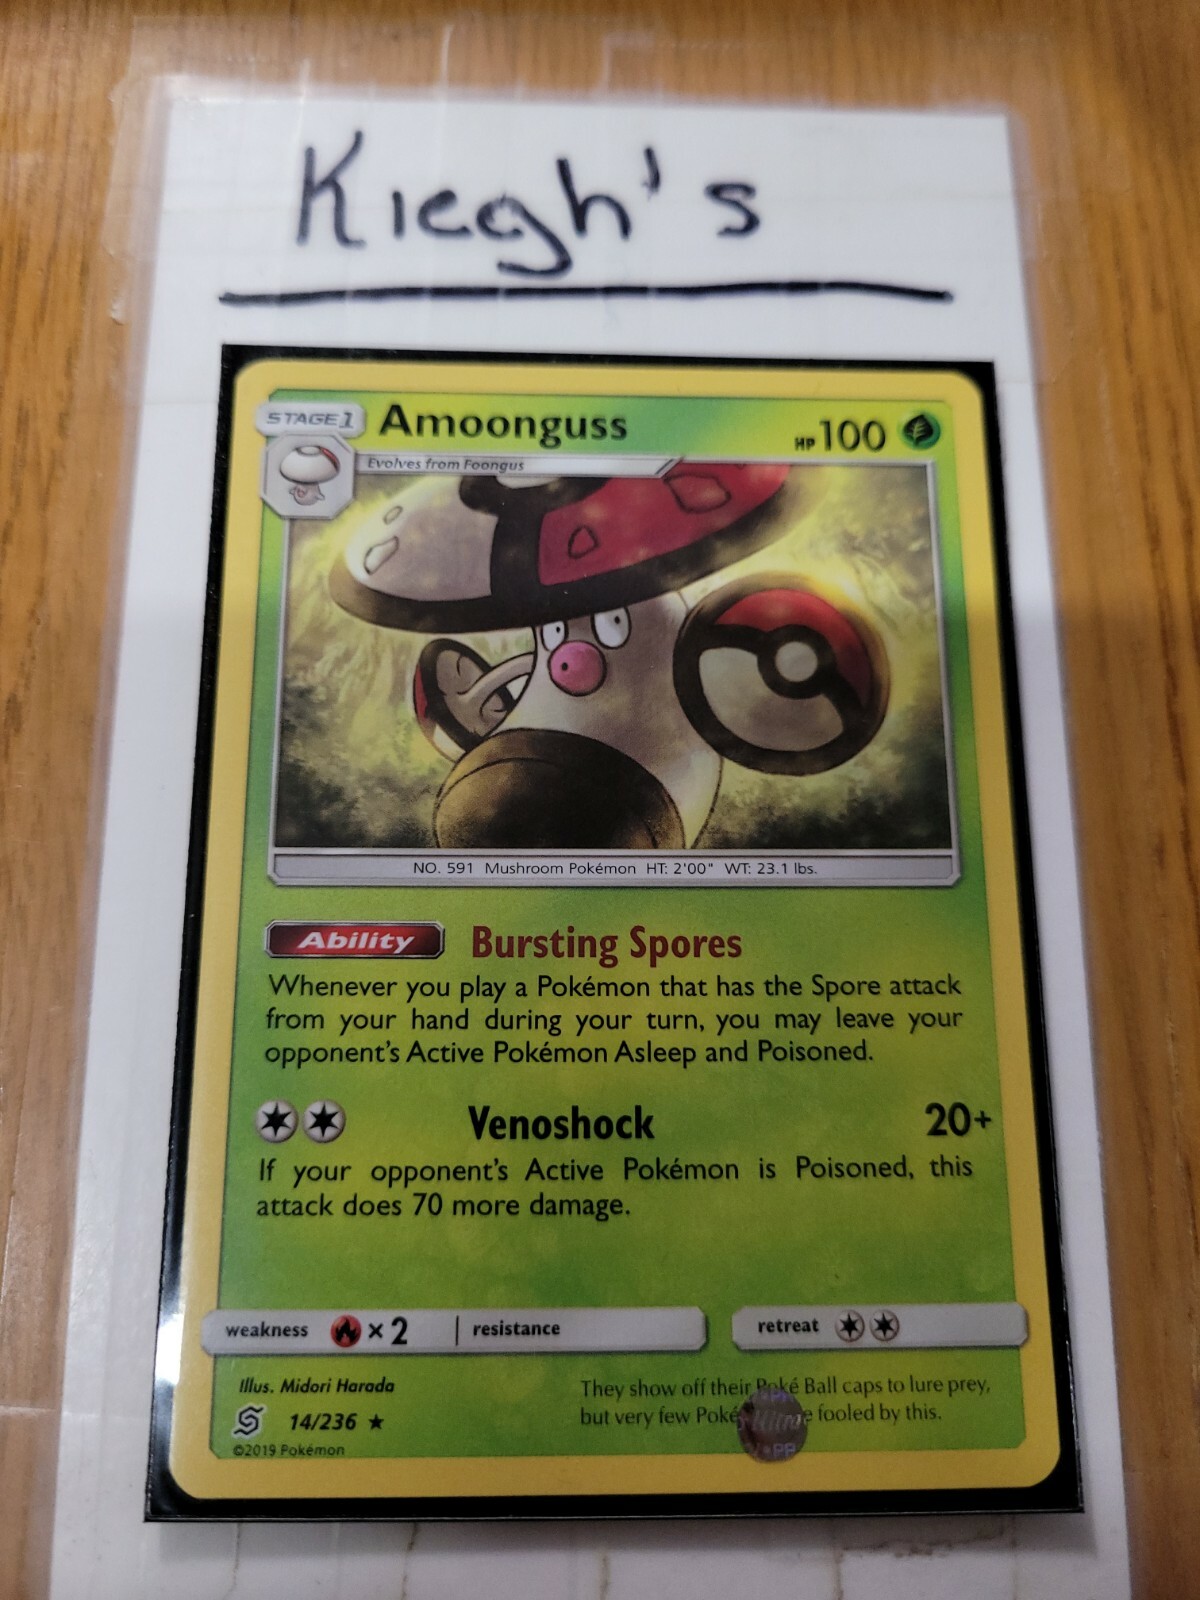 Kiegh's
STAGE 1 Amoonguss HP 100
Evolves from Foongus
NO. 591 Mushroom Pokémon HT: 2'00" WT: 23.1 lbs.
Ability Bursting Spores
Whenever you play a Pokémon that has the Spore attack
from your hand during your turn, you may leave your
opponent's Active Pokémon Asleep and Poisoned.
Venoshock 20+
If your opponent's Active Pokémon is Poisoned, this
attack does 70 more damage.
weakness ×2 resistance retreat
Illus. Midori Harada
14/236
©2019 Pokémon
They show off their Poké Ball caps to lure prey,
but very few fooled by this.